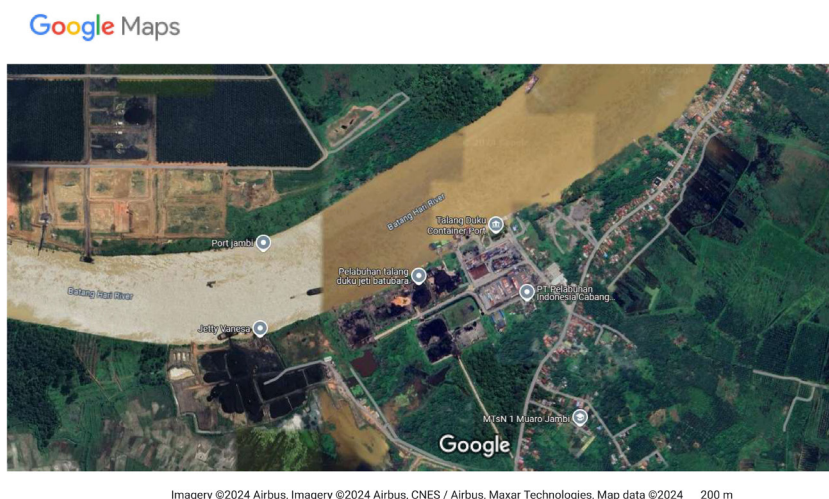 Google Maps
Batang Hari River
Talang Duku
Container Port
Port jambi
Pelabuhan talang
duku jeti batubara
PT.Pelabuhan
Indonesia Cabang...
Batang Hari River
Jetty Vanesa
MTsN 1 Muaro Jambi
Google
Imagery ©2024 Airbus, Imagery ©2024 Airbus, CNES / Airbus, Maxar Technologies, Map data ©2024 200 m